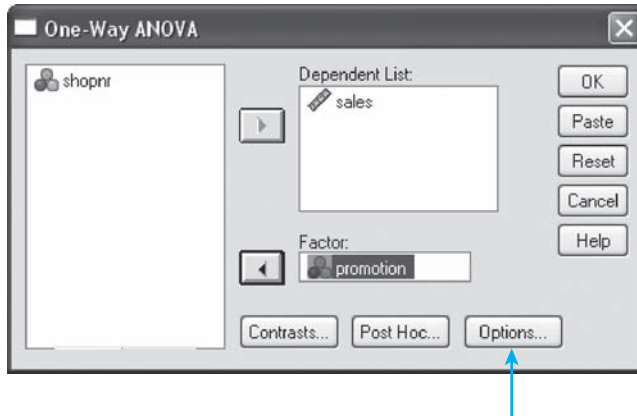 One-Way ANOVA
shopnr
Dependent List:
sales
Factor:
promotion
OK
Paste
Reset
Cancel
Help
Contrasts...
Post Hoc...
Options...